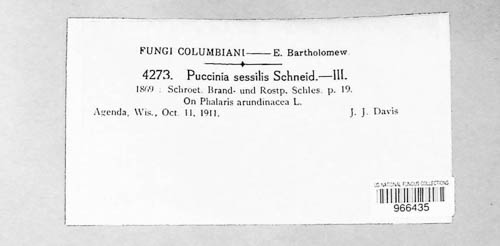 FUNGI COLUMBIANI—E. Bartholomew
4273. Puccinia sessilis Schneid.—III.
1869 : Schroet. Brand- und Rostp. Schles. p. 19.
On Phalaris arundinacea L.
Agenda, Wis., Oct. 11, 1911. J. J. Davis
US NATIONAL FUNGUS COLLECTIONS
966435